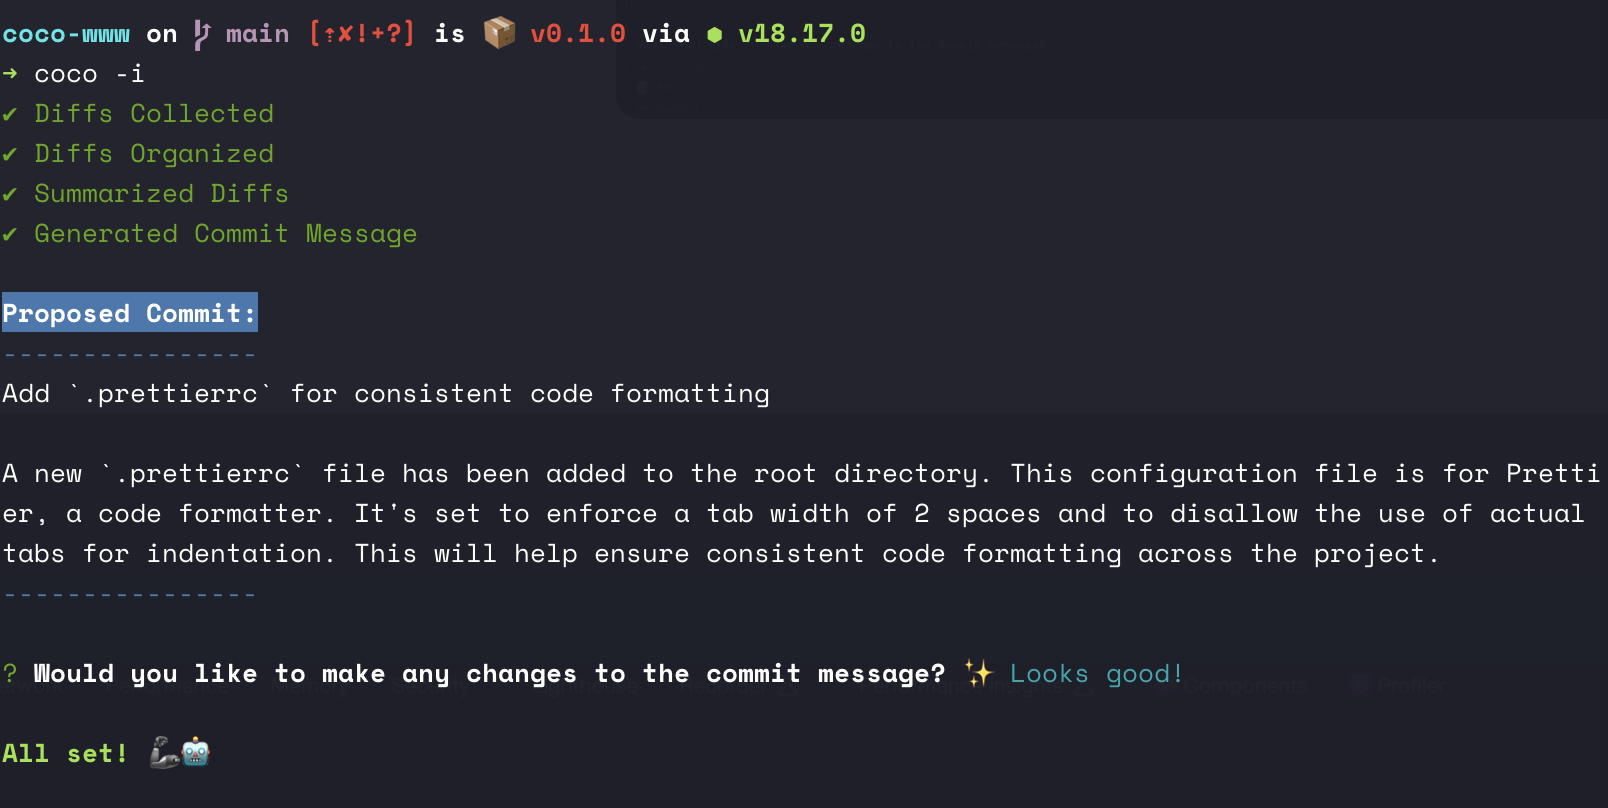 coco-www on main [⇡✘!+?] is 📦 v0.1.0 via ⬢ v18.17.0
➜ coco -i
✔ Diffs Collected
✔ Diffs Organized
✔ Summarized Diffs
✔ Generated Commit Message
Proposed Commit:
----------------
Add `.prettierrc` for consistent code formatting
A new `.prettierrc` file has been added to the root directory. This configuration file is for Pretti
er, a code formatter. It's set to enforce a tab width of 2 spaces and to disallow the use of actual
tabs for indentation. This will help ensure consistent code formatting across the project.
----------------
? Would you like to make any changes to the commit message? ✨ Looks good!
All set! 🦾🤖